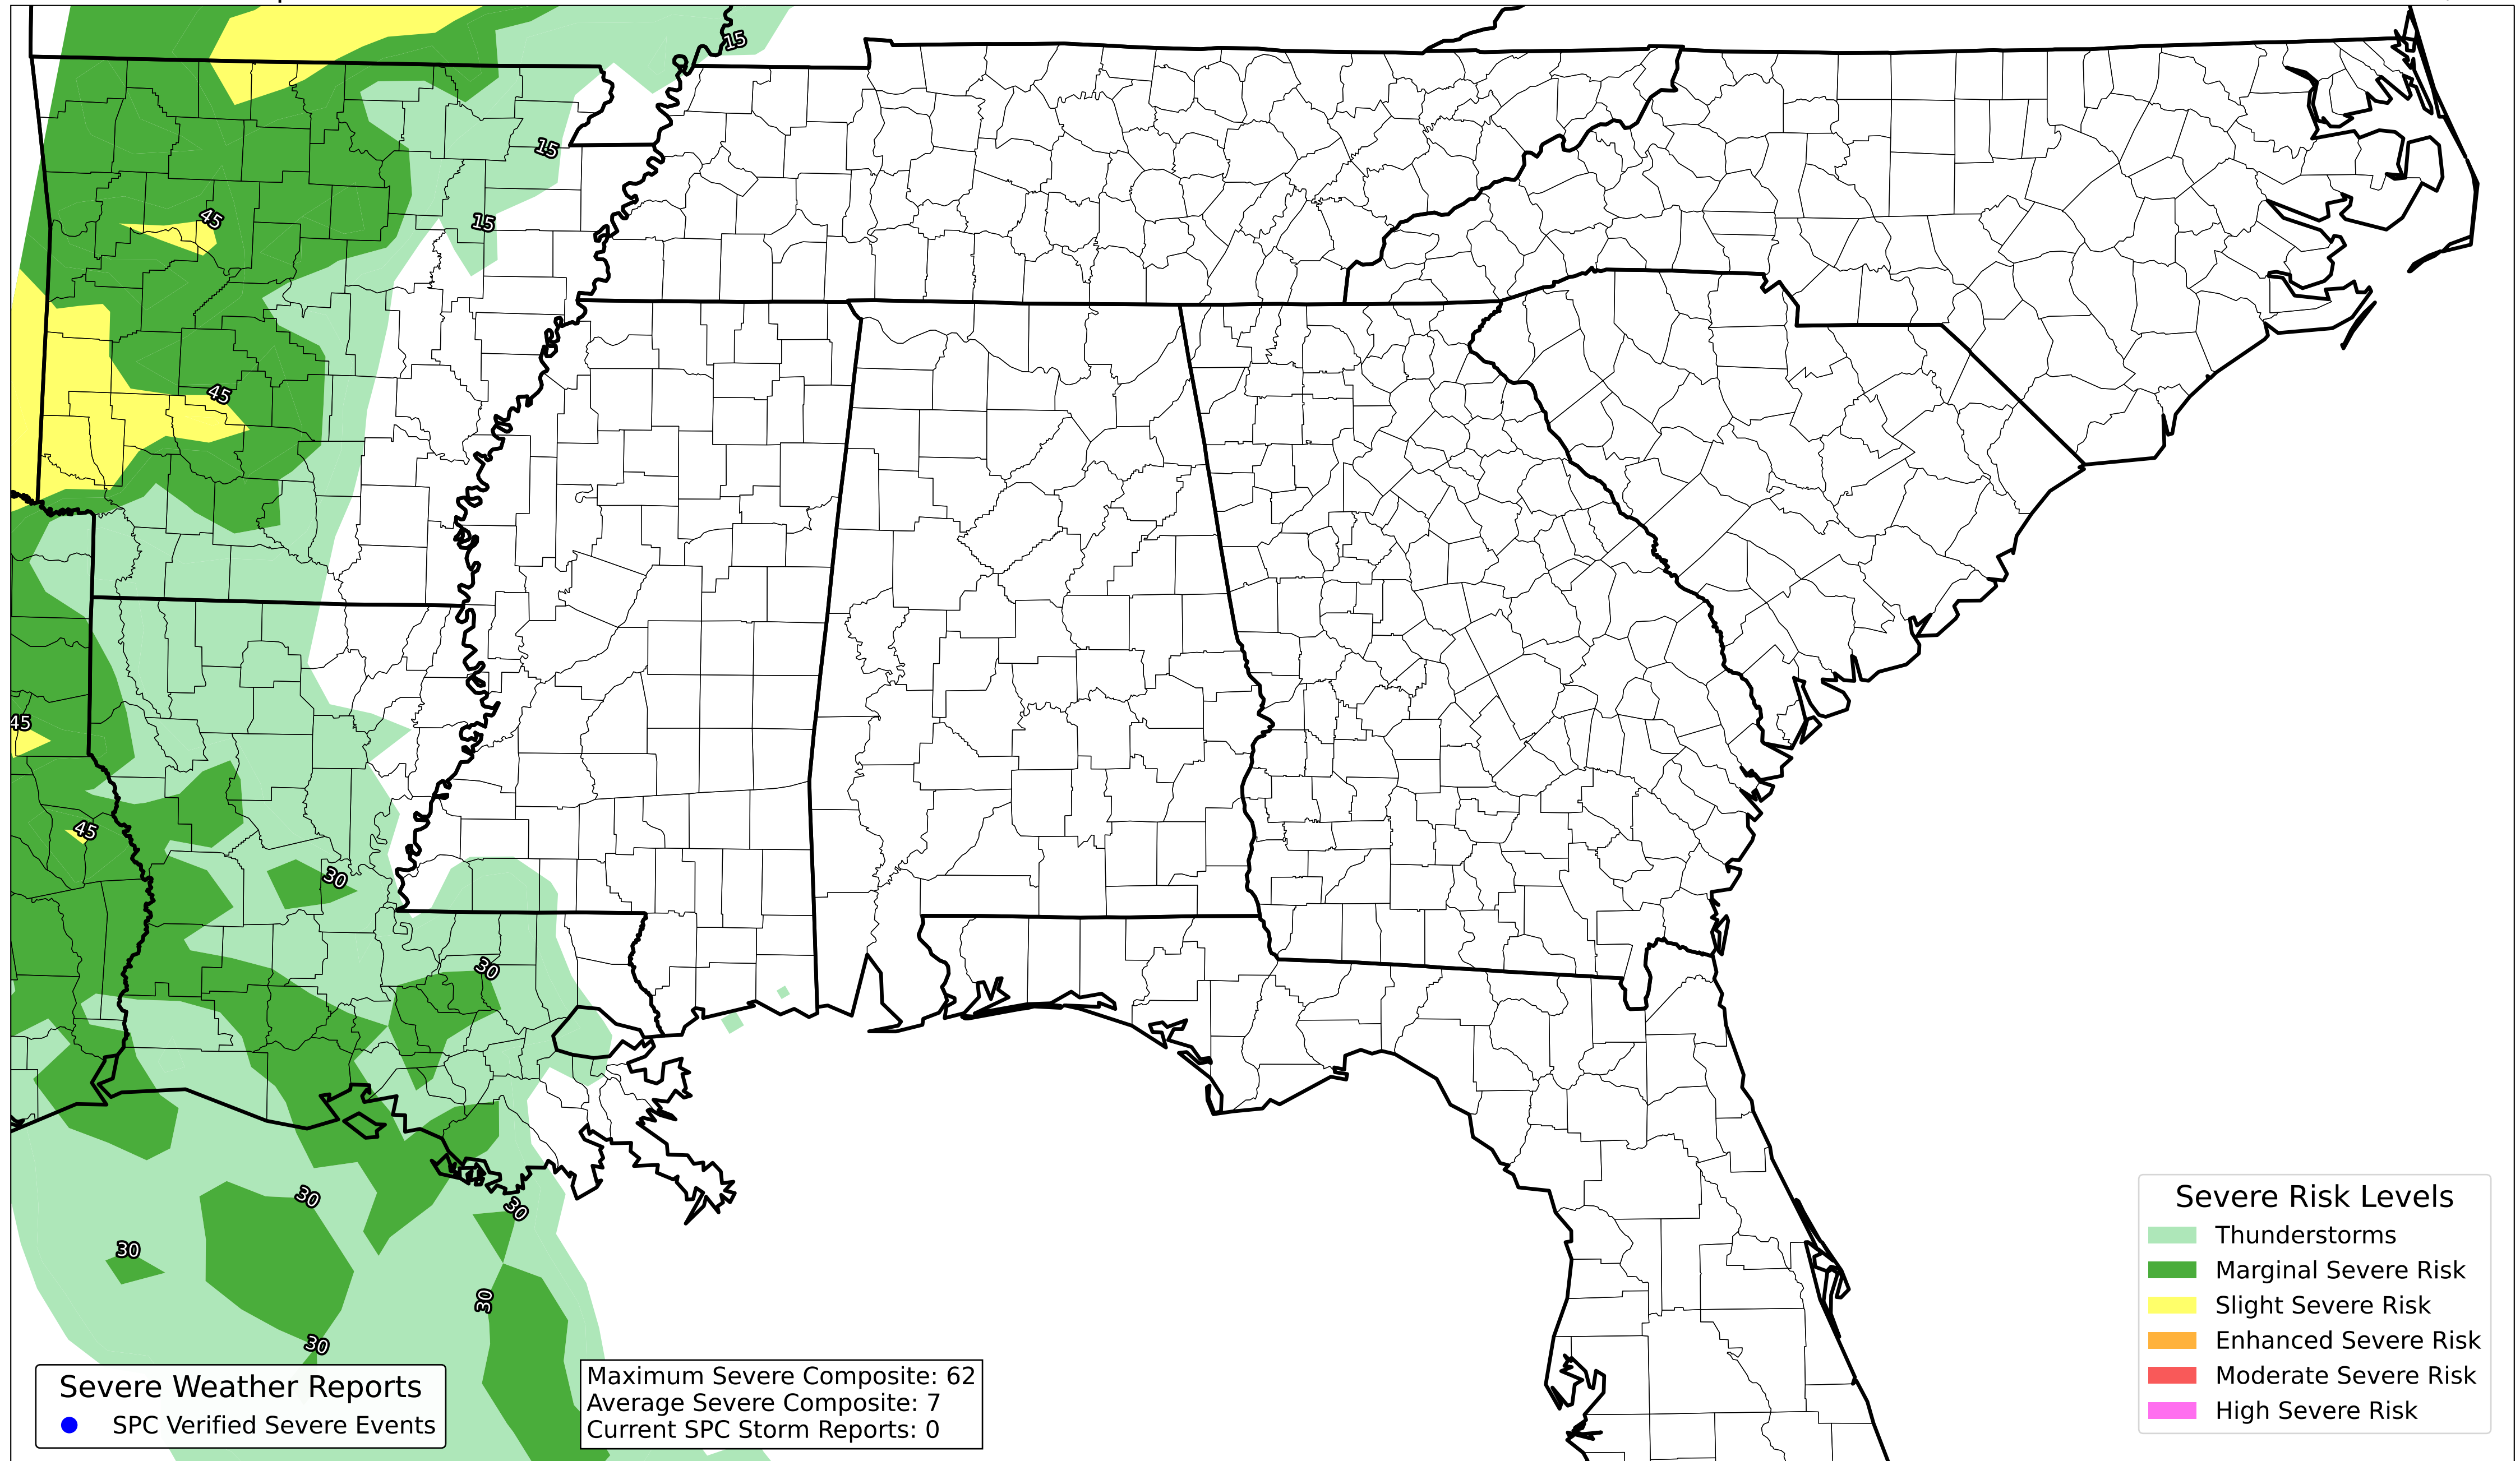 15
15
15
45
45
45
45
30
30
30
30
30
30
30
Severe Weather Reports
SPC Verified Severe Events
Maximum Severe Composite: 62
Average Severe Composite: 7
Current SPC Storm Reports: 0
Severe Risk Levels
Thunderstorms
Marginal Severe Risk
Slight Severe Risk
Enhanced Severe Risk
Moderate Severe Risk
High Severe Risk